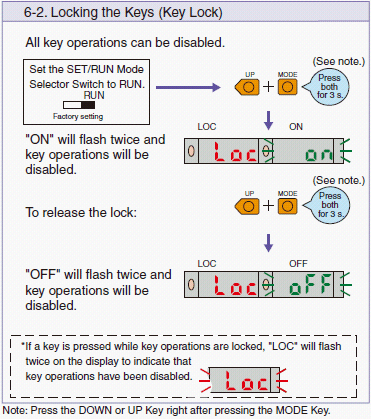 6-2. Locking the Keys (Key Lock)
All key operations can be disabled.
Set the SET/RUN Mode
Selector Switch to RUN.
RUN
Factory setting
UP
MODE
(See note.)
Press
both
for 3 s.
"ON" will flash twice and
key operations will be
disabled.
LOC
ON
Loc
on
To release the lock:
UP
MODE
(See note.)
Press
both
for 3 s.
"OFF" will flash twice and
key operations will be
disabled.
LOC
OFF
Loc
oFF
*If a key is pressed while key operations are locked, "LOC" will flash
twice on the display to indicate that
key operations have been disabled.
Loc
Note: Press the DOWN or UP Key right after pressing the MODE Key.